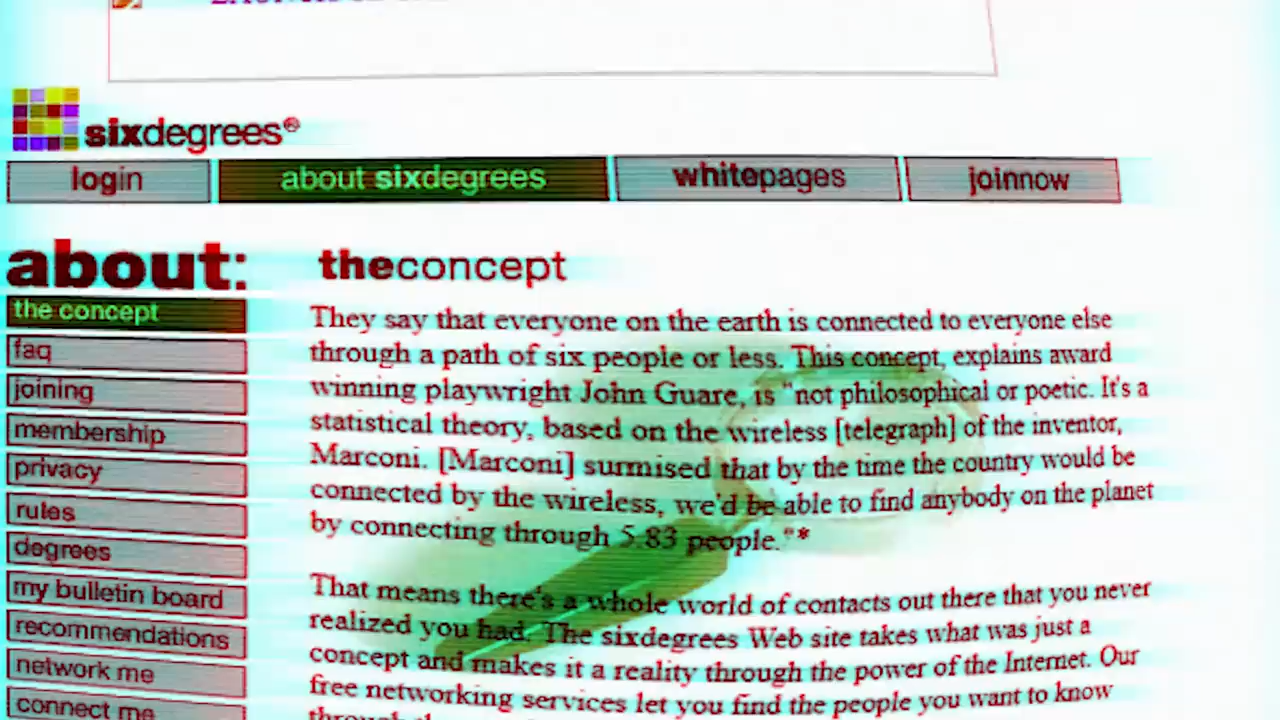 sixdegrees®
login
about sixdegrees
whitepages
joinnow
about:
the concept
faq
joining
membership
privacy
rules
degrees
my bulletin board
recommendations
network me
connect me
theconcept
They say that everyone on the earth is connected to everyone else
through a path of six people or less. This concept, explains award
winning playwright John Guare, is "not philosophical or poetic. It's a
statistical theory, based on the wireless [telegraph] of the inventor,
Marconi. [Marconi] surmised that by the time the country would be
connected by the wireless, we'd be able to find anybody on the planet
by connecting through 5.83 people."*
That means there's a whole world of contacts out there that you never
realized you had. The sixdegrees Web site takes what was just a
concept and makes it a reality through the power of the Internet. Our
free networking services let you find the people you want to know